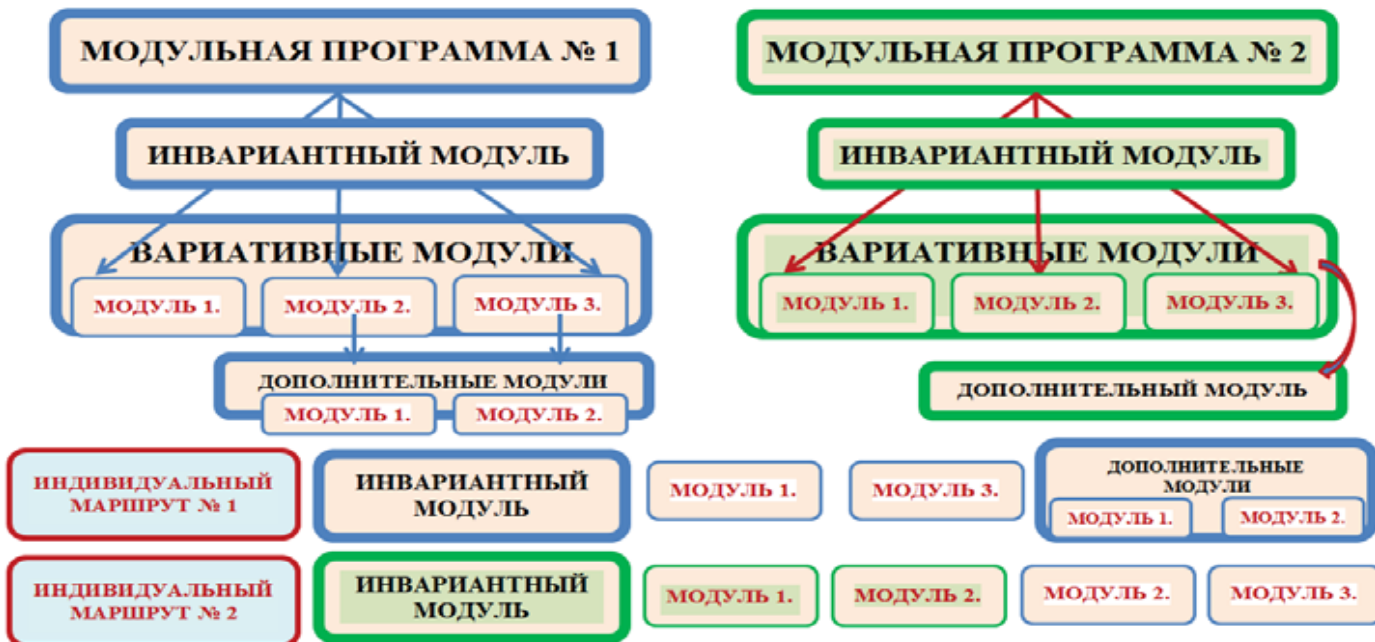 МОДУЛЬНАЯ ПРОГРАММА № 1
ИНВАРИАНТНЫЙ МОДУЛЬ
ВАРИАТИВНЫЕ МОДУЛИ
МОДУЛЬ 1.
МОДУЛЬ 2.
МОДУЛЬ 3.
ДОПОЛНИТЕЛЬНЫЕ МОДУЛИ
МОДУЛЬ 1.
МОДУЛЬ 2.
МОДУЛЬНАЯ ПРОГРАММА № 2
ИНВАРИАНТНЫЙ МОДУЛЬ
ВАРИАТИВНЫЕ МОДУЛИ
МОДУЛЬ 1.
МОДУЛЬ 2.
МОДУЛЬ 3.
ДОПОЛНИТЕЛЬНЫЙ МОДУЛЬ
ИНДИВИДУАЛЬНЫЙ
МАРШРУТ № 1
ИНВАРИАНТНЫЙ
МОДУЛЬ
МОДУЛЬ 1.
МОДУЛЬ 3.
ДОПОЛНИТЕЛЬНЫЕ
МОДУЛИ
МОДУЛЬ 1.
МОДУЛЬ 2.
ИНДИВИДУАЛЬНЫЙ
МАРШРУТ № 2
ИНВАРИАНТНЫЙ
МОДУЛЬ
МОДУЛЬ 1.
МОДУЛЬ 2.
МОДУЛЬ 2.
МОДУЛЬ 3.